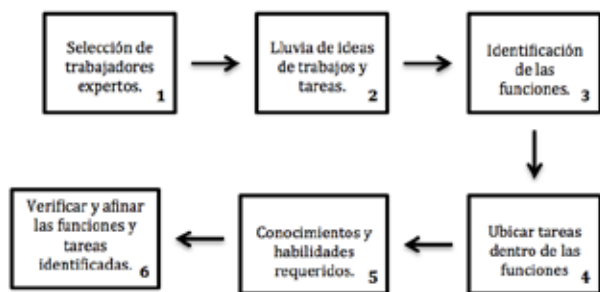 Selección de
trabajadores
expertos. 1
Lluvia de ideas
de trabajos y
tareas. 2
Identificación
de las
funciones. 3
Ubicar tareas
dentro de las
funciones 4
Conocimientos y
habilidades
requeridos. 5
Verificar y afinar
las funciones y
tareas
identificadas. 6